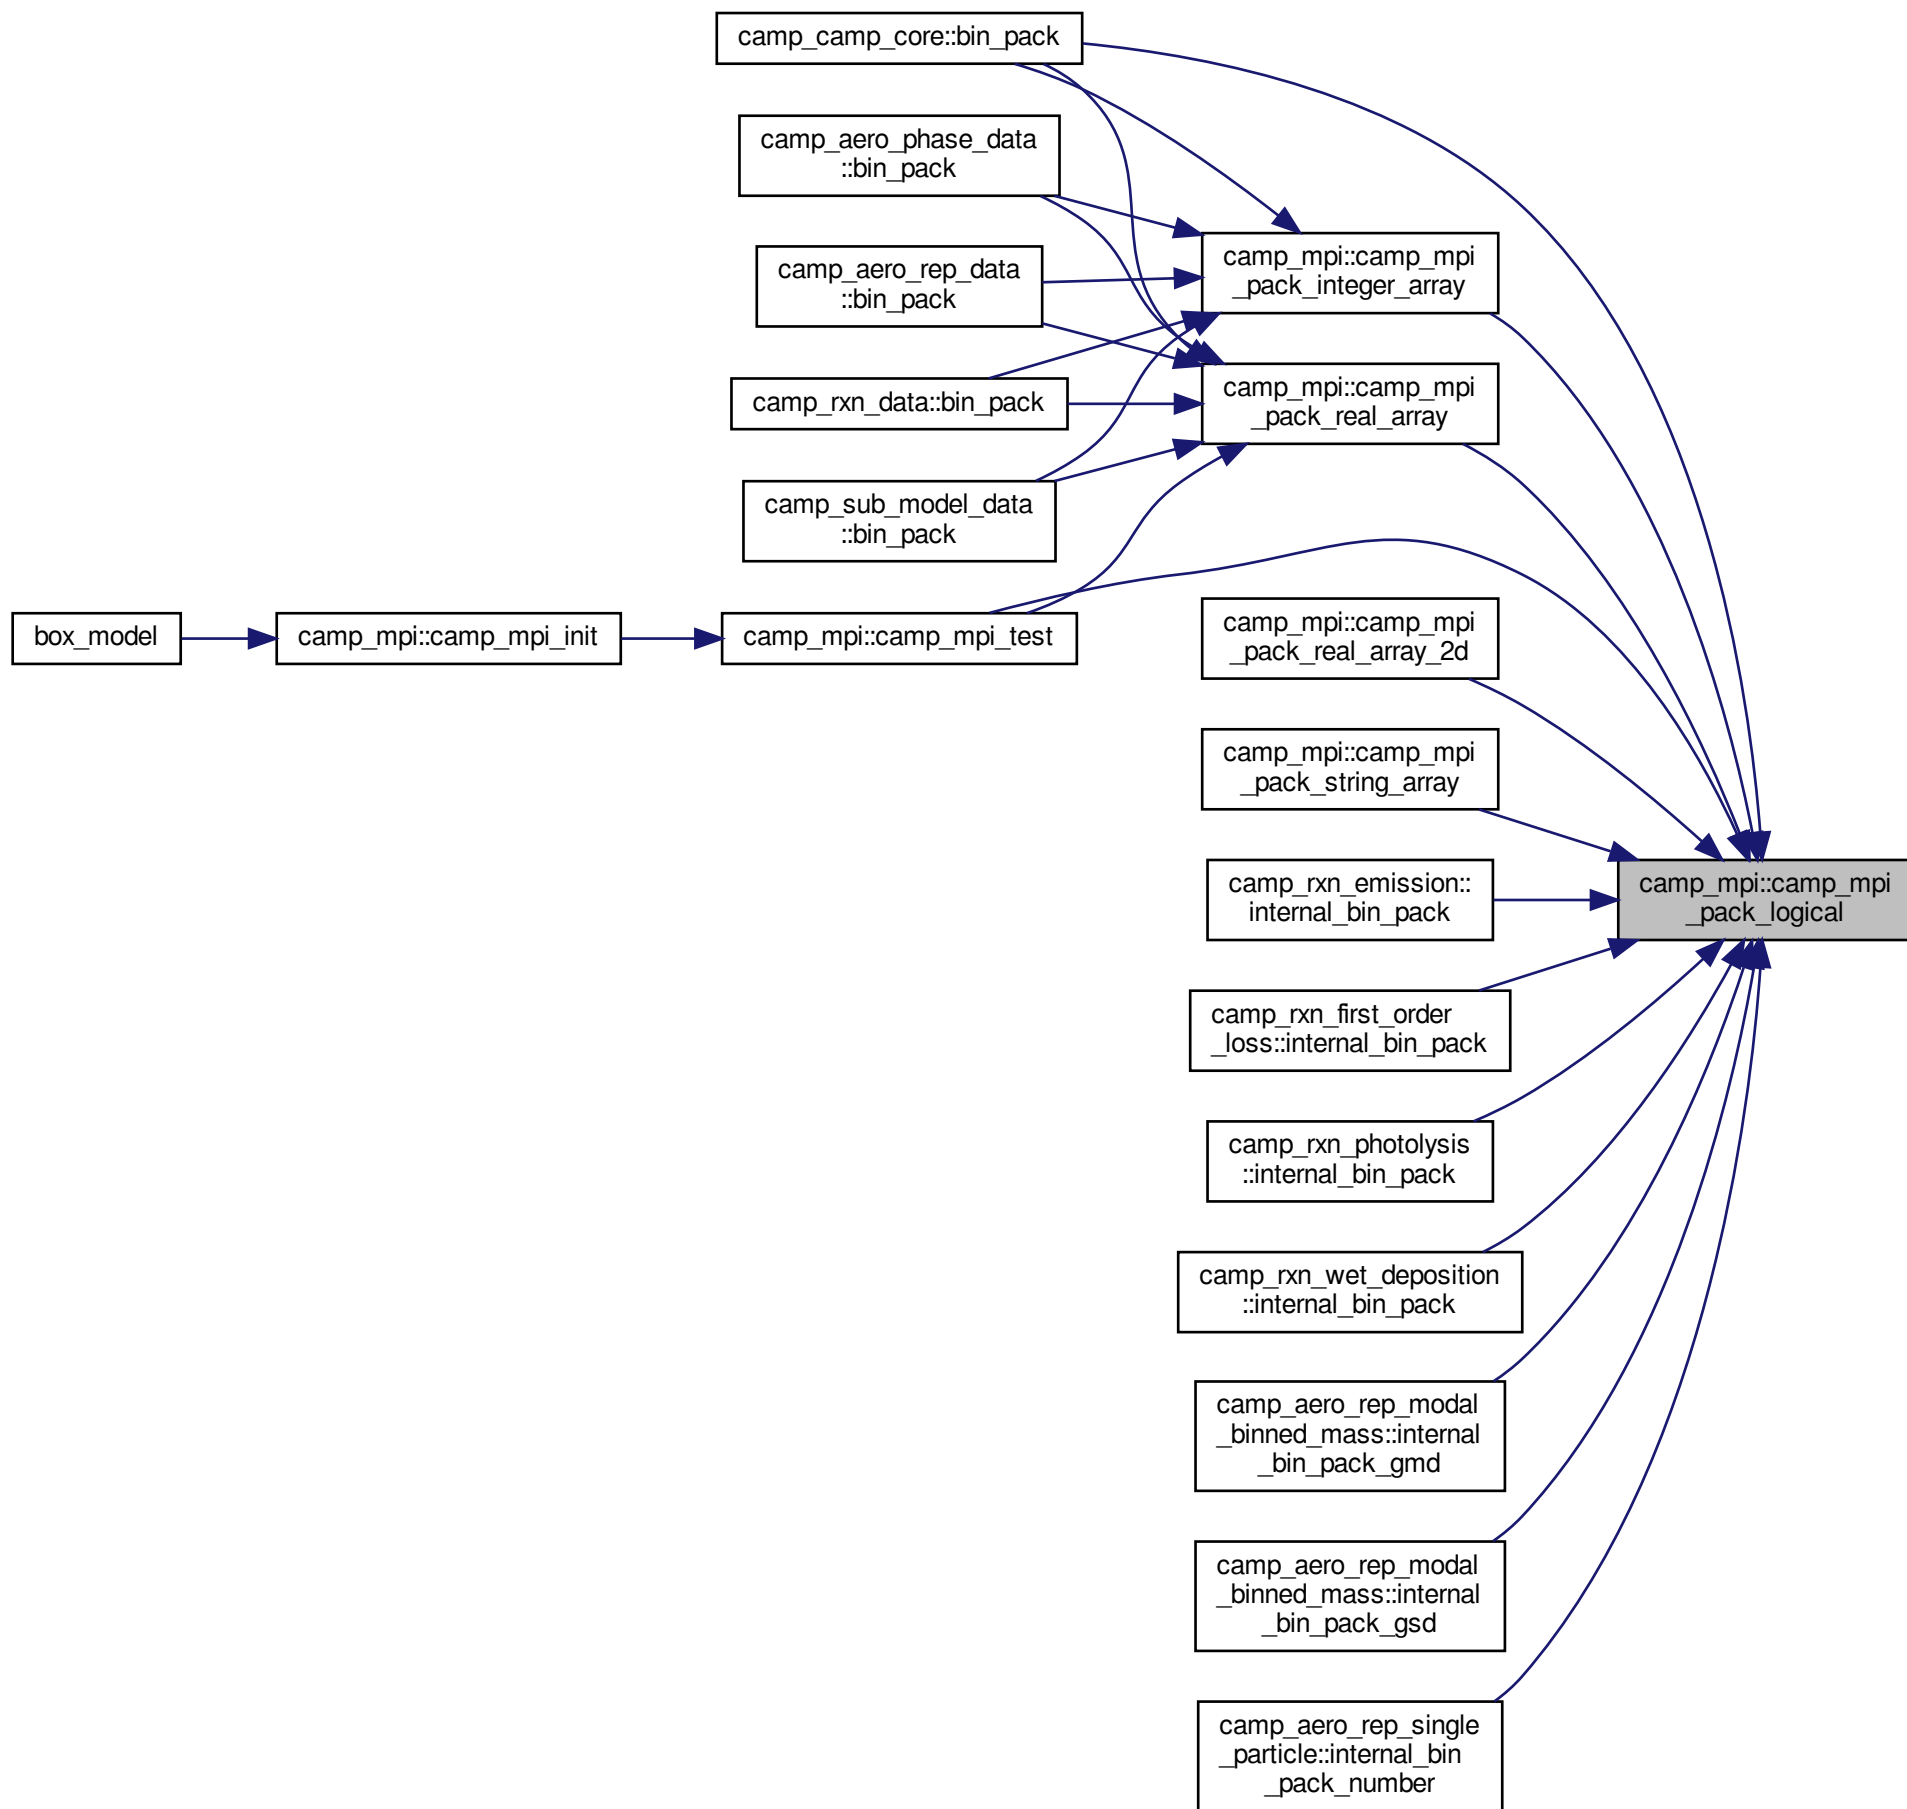 camp_camp_core::bin_pack
camp_aero_phase_data
::bin_pack
camp_aero_rep_data
::bin_pack
camp_rxn_data::bin_pack
camp_sub_model_data
::bin_pack
box_model
camp_mpi::camp_mpi_init
camp_mpi::camp_mpi_test
camp_mpi::camp_mpi
_pack_integer_array
camp_mpi::camp_mpi
_pack_real_array
camp_mpi::camp_mpi
_pack_real_array_2d
camp_mpi::camp_mpi
_pack_string_array
camp_rxn_emission::
internal_bin_pack
camp_mpi::camp_mpi
_pack_logical
camp_rxn_first_order
_loss::internal_bin_pack
camp_rxn_photolysis
::internal_bin_pack
camp_rxn_wet_deposition
::internal_bin_pack
camp_aero_rep_modal
_binned_mass::internal
_bin_pack_gmd
camp_aero_rep_modal
_binned_mass::internal
_bin_pack_gsd
camp_aero_rep_single
_particle::internal_bin
_pack_number